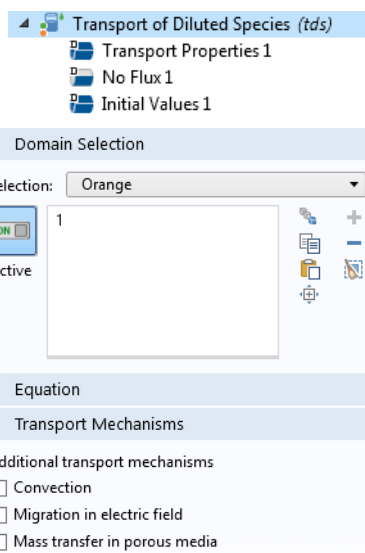 Transport of Diluted Species (tds)
Transport Properties 1
No Flux 1
Initial Values 1
Domain Selection
election: Orange
ON
1
ctive
Equation
Transport Mechanisms
dditional transport mechanisms
Convection
Migration in electric field
Mass transfer in porous media